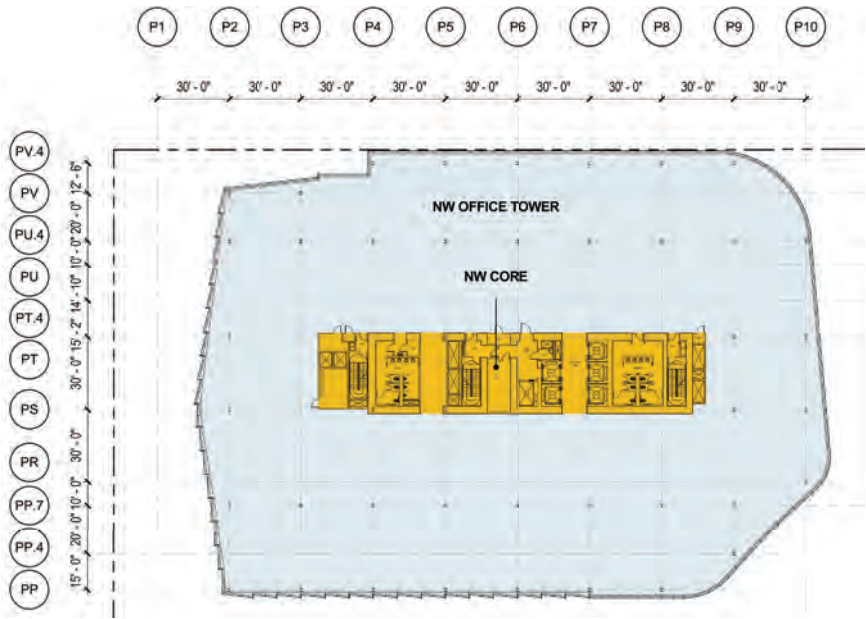 P1 P2 P3 P4 P5 P6 P7 P8 P9 P10
30' - 0" 30' - 0" 30' - 0" 30' - 0" 30' - 0" 30' - 0" 30' - 0" 30' - 0" 30' - 0"
PV.4
12' - 6"
PV
20' - 0"
PU.4
10' - 0"
PU
14' - 10"
PT.4
15' - 2"
PT
30' - 0"
PS
30' - 0"
PR
10' - 0"
PP.7
20' - 0"
PP.4
15' - 0"
PP
NW OFFICE TOWER
NW CORE